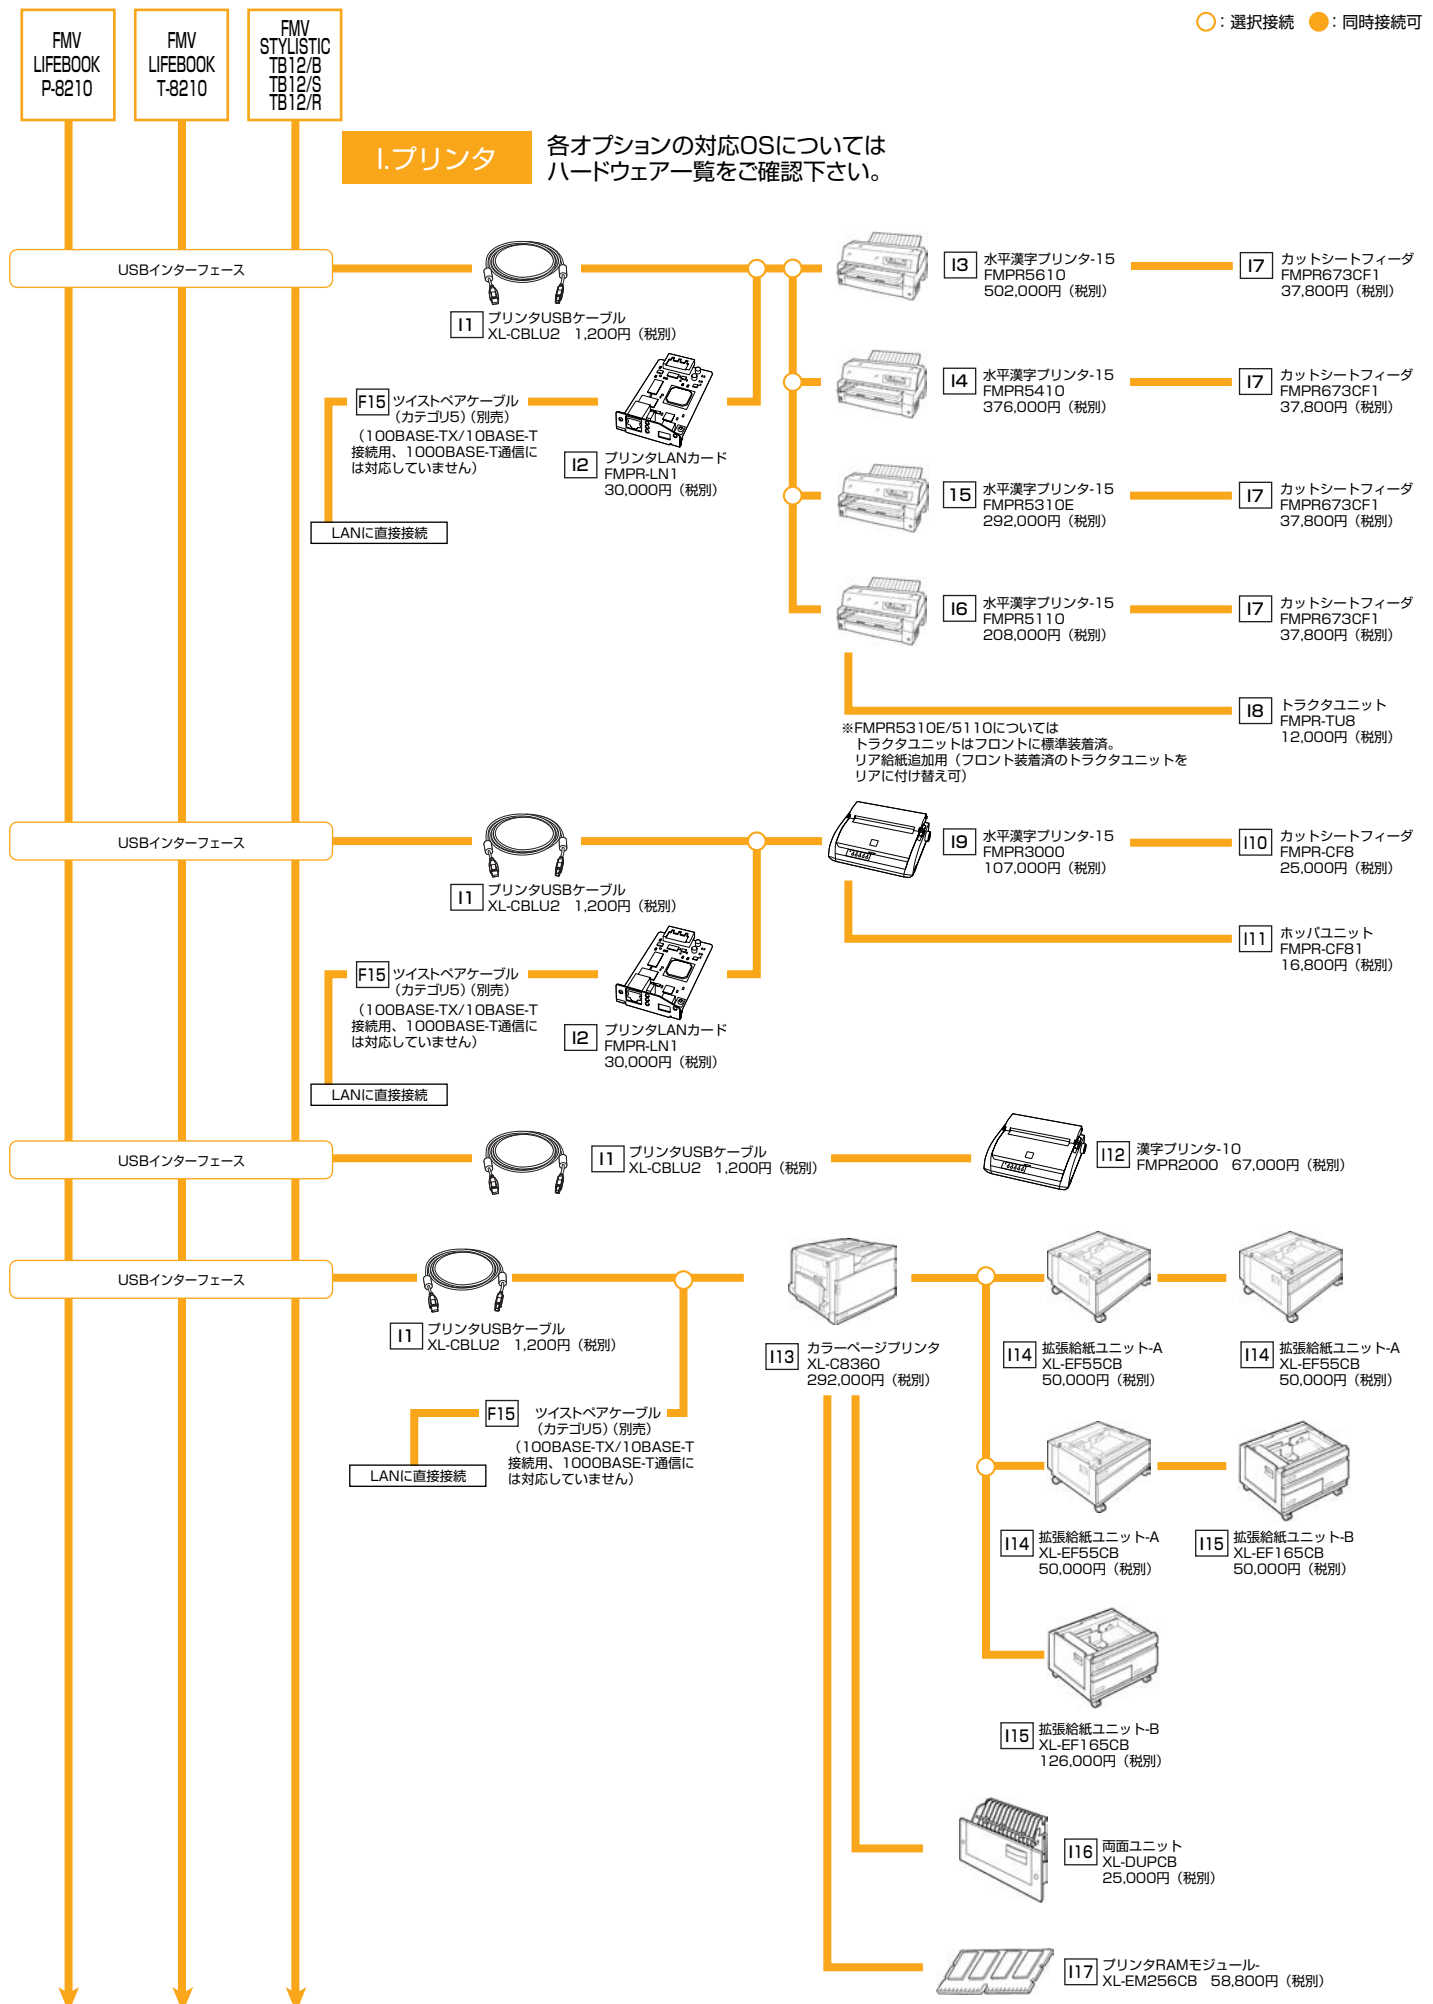 FMV
LIFEBOOK
P-8210
FMV
LIFEBOOK
T-8210
FMV
STYLISTIC
TB12/B
TB12/S
TB12/R
：選択接続　：同時接続可
I.プリンタ
各オプションの対応OSについては
ハードウェア一覧をご確認下さい。
USBインターフェース
I1 プリンタUSBケーブル
XL-CBLU2　1,200円（税別）
F15 ツイストペアケーブル
（カテゴリ5）（別売）
（100BASE-TX/10BASE-T
接続用、1000BASE-T通信に
は対応していません）
LANに直接接続
I2 プリンタLANカード
FMPR-LN1
30,000円（税別）
I3 水平漢字プリンタ-15
FMPR5610
502,000円（税別）
I7 カットシートフィーダ
FMPR673CF1
37,800円（税別）
I4 水平漢字プリンタ-15
FMPR5410
376,000円（税別）
I7 カットシートフィーダ
FMPR673CF1
37,800円（税別）
15 水平漢字プリンタ-15
FMPR5310E
292,000円（税別）
I7 カットシートフィーダ
FMPR673CF1
37,800円（税別）
I6 水平漢字プリンタ-15
FMPR5110
208,000円（税別）
I7 カットシートフィーダ
FMPR673CF1
37,800円（税別）
I8 トラクタユニット
FMPR-TU8
12,000円（税別）
※FMPR5310E/5110については
トラクタユニットはフロントに標準装着済。
リア給紙追加用（フロント装着済のトラクタユニットを
リアに付け替え可）
USBインターフェース
I1 プリンタUSBケーブル
XL-CBLU2　1,200円（税別）
F15 ツイストペアケーブル
（カテゴリ5）（別売）
（100BASE-TX/10BASE-T
接続用、1000BASE-T通信に
は対応していません）
LANに直接接続
I2 プリンタLANカード
FMPR-LN1
30,000円（税別）
I9 水平漢字プリンタ-15
FMPR3000
107,000円（税別）
I10 カットシートフィーダ
FMPR-CF8
25,000円（税別）
I11 ホッパユニット
FMPR-CF81
16,800円（税別）
USBインターフェース
I1 プリンタUSBケーブル
XL-CBLU2　1,200円（税別）
I12 漢字プリンタ-10
FMPR2000　67,000円（税別）
USBインターフェース
I1 プリンタUSBケーブル
XL-CBLU2　1,200円（税別）
F15 ツイストペアケーブル
（カテゴリ5）（別売）
（100BASE-TX/10BASE-T
接続用、1000BASE-T通信に
は対応していません）
LANに直接接続
I13 カラーページプリンタ
XL-C8360
292,000円（税別）
I14 拡張給紙ユニット-A
XL-EF55CB
50,000円（税別）
I14 拡張給紙ユニット-A
XL-EF55CB
50,000円（税別）
I14 拡張給紙ユニット-A
XL-EF55CB
50,000円（税別）
I15 拡張給紙ユニット-B
XL-EF165CB
50,000円（税別）
I15 拡張給紙ユニット-B
XL-EF165CB
126,000円（税別）
I16 両面ユニット
XL-DUPCB
25,000円（税別）
I17 プリンタRAMモジュール-
XL-EM256CB　58,800円（税別）